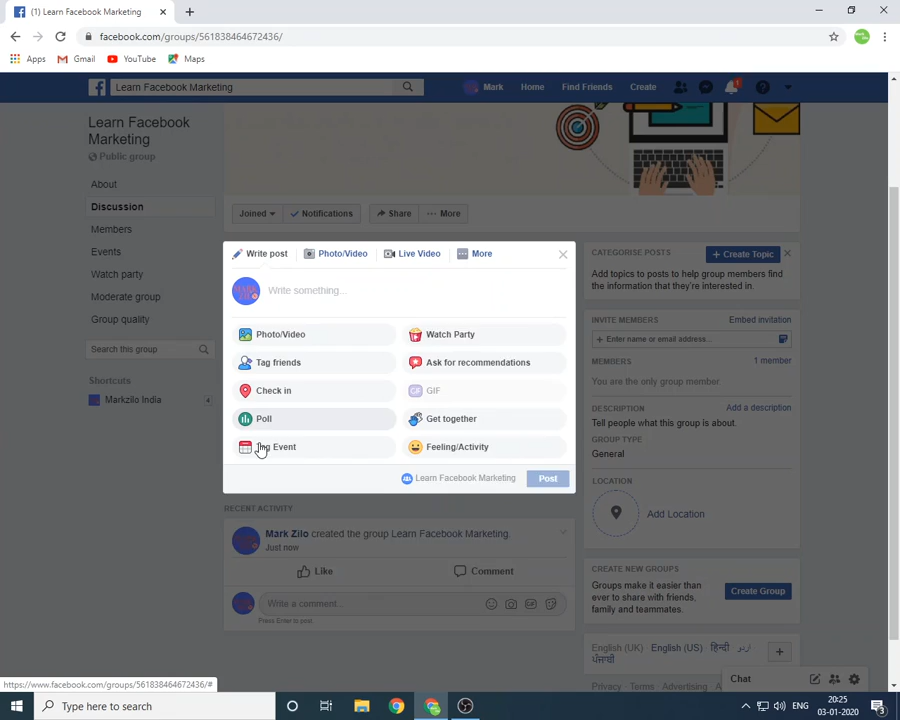 (1) Learn Facebook Marketing
facebook.com/groups/561838464672436/
Apps Gmail YouTube Maps
Learn Facebook Marketing
Mark Home Find Friends Create 1
Learn Facebook
Marketing
Public group
About
Discussion
Members
Events
Watch party
Moderate group
Group quality
Search this group
Shortcuts
Markzilo India 4
Joined Notifications Share More
Write post Photo/Video Live Video More
Write something...
Photo/Video Watch Party
Tag friends Ask for recommendations
Check in GIF GIF
Poll Get together
Event Feeling/Activity
Learn Facebook Marketing Post
RECENT ACTIVITY
Mark Zilo created the group Learn Facebook Marketing.
Just now
Like Comment
Write a comment... GIF
Press Enter to post.
CATEGORISE POSTS + Create Topic
Add topics to posts to help group members find
the information that they're interested in.
INVITE MEMBERS Embed invitation
+ Enter name or email address...
MEMBERS 1 member
You are the only group member
DESCRIPTION Add a description
Tell people what this group is about.
GROUP TYPE
General
LOCATION
Add Location
CREATE NEW GROUPS
Groups make it easier than
ever to share with friends,
family and teammates.
Create Group
English (UK) English (US) हिन्दी اردو
ਪੰਜਾਬੀ +
Privacy Terms Advertising
Chat
https://www.facebook.com/groups/561838464672436/#
Type here to search
ENG
20:25
03-01-2020
3